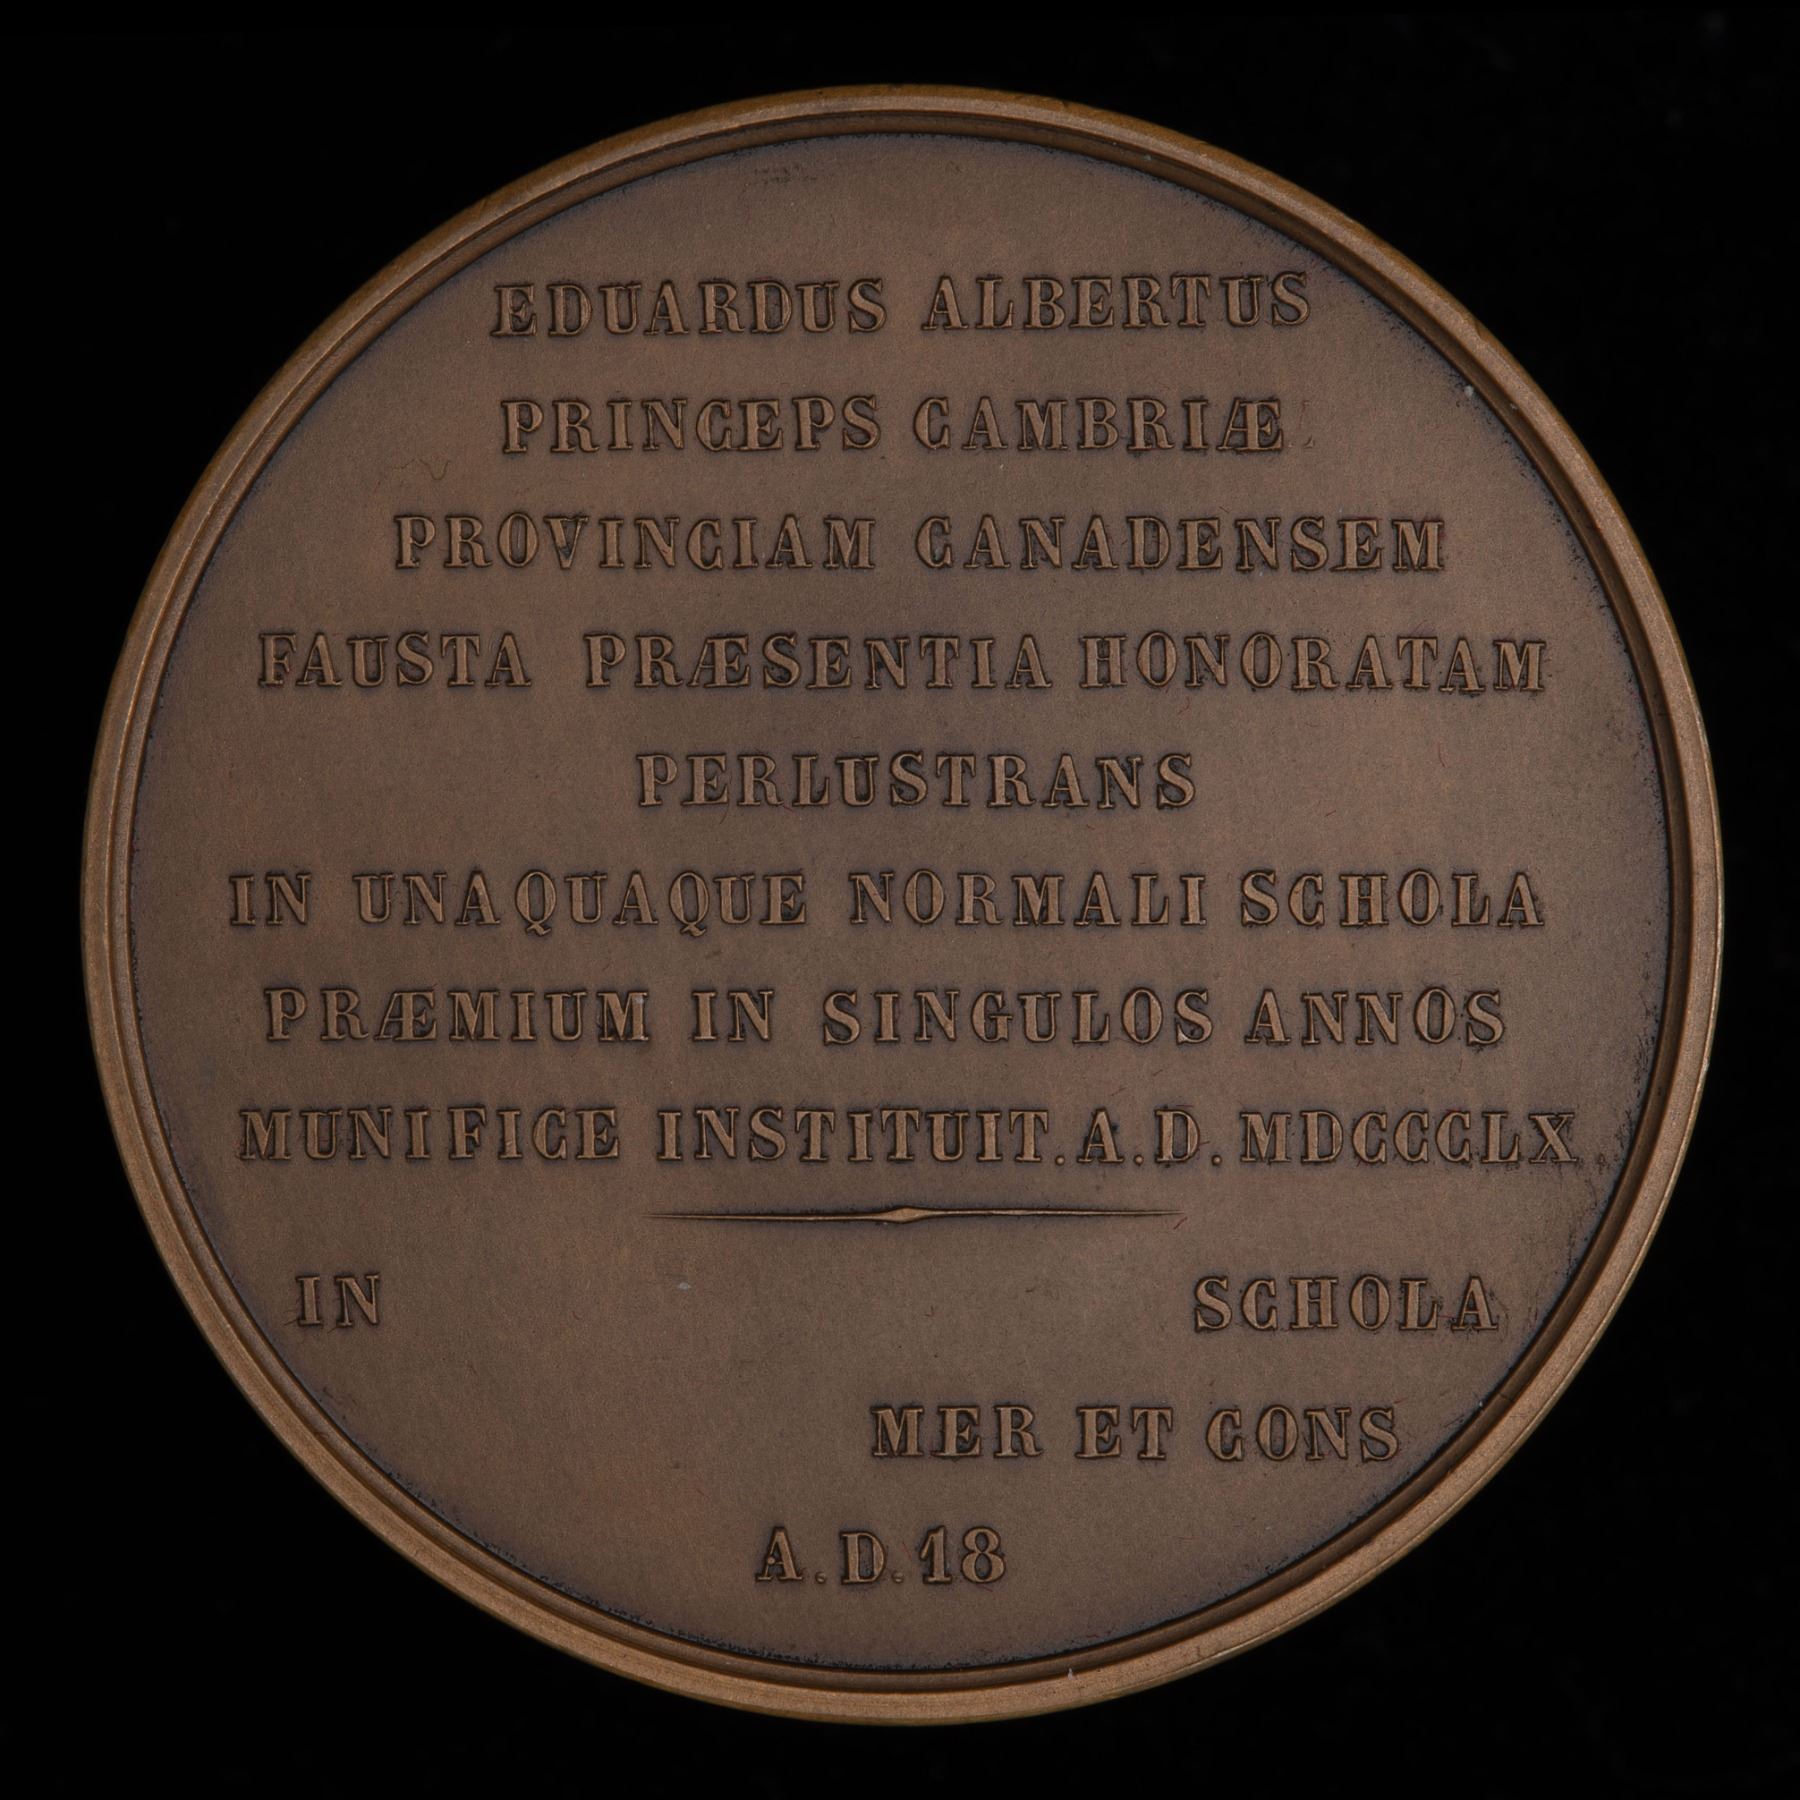 EDUARDUS ALBERTUS
PRINCEPS CAMBRIÆ
PROVINCIAM CANADENSEM
FAUSTA PRÆSENTIA HONORATAM
PERLUSTRANS
IN UNAQUAQUE NORMALI SCHOLA
PRÆMIUM IN SINGULOS ANNOS
MUNIFICE INSTITUIT. A. D. MDCCCLX
IN SCHOLA
MER ET CONS
A. D. 18